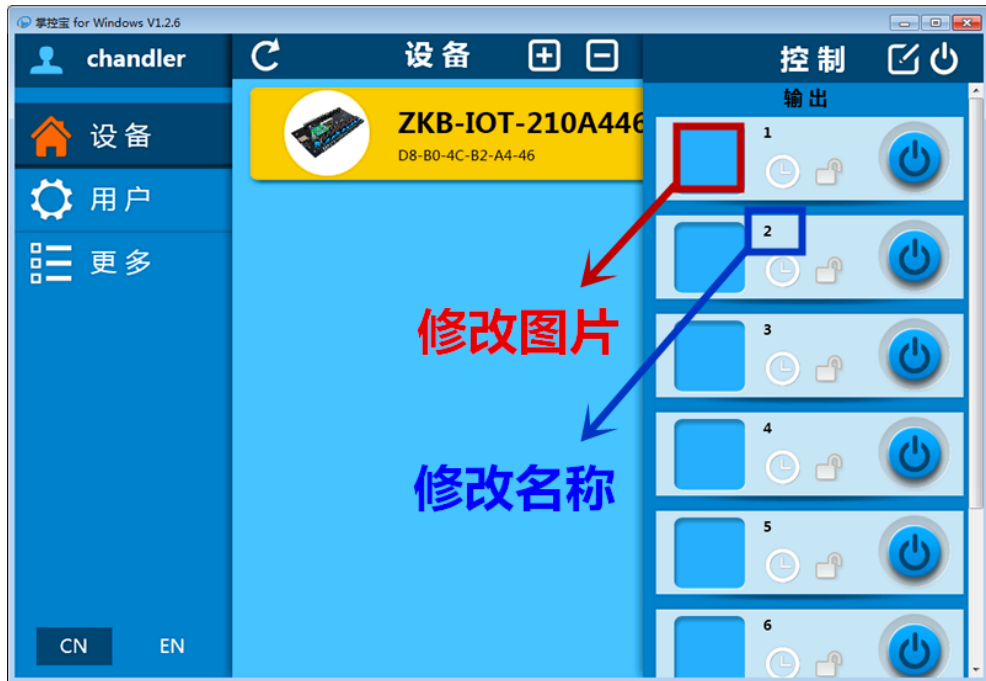 掌控宝 for Windows V1.2.6
chandler
设备
用户
更多
CN EN
设备
ZKB-IOT-210A446
D8-B0-4C-B2-A4-46
修改图片
修改名称
控制
输出
1
2
3
4
5
6